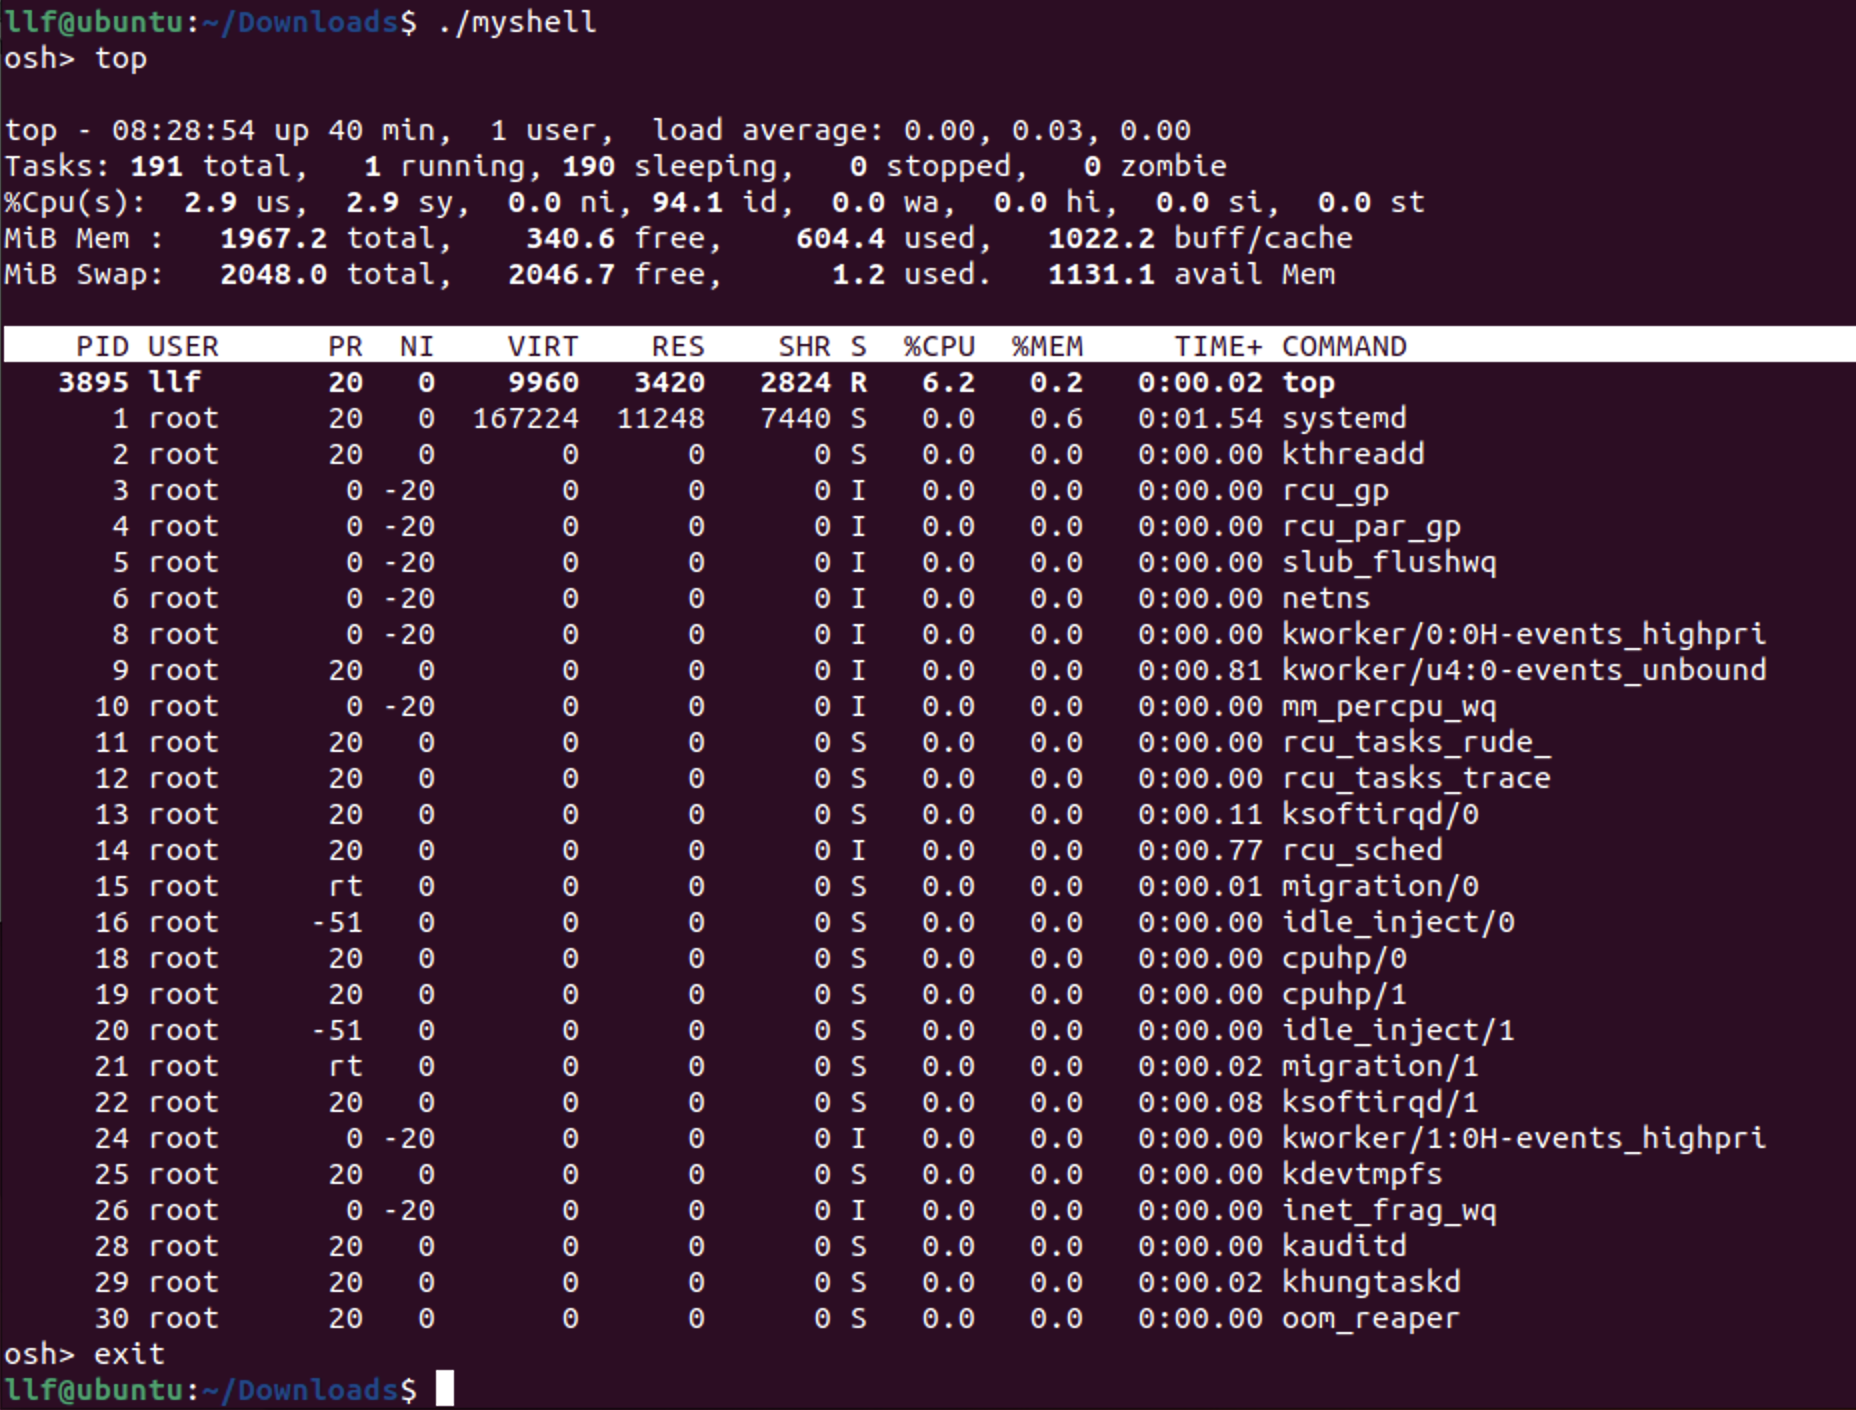 llf@ubuntu:~/Downloads$ ./myshell
osh> top
top - 08:28:54 up 40 min,  1 user,  load average: 0.00, 0.03, 0.00
Tasks: 191 total,   1 running, 190 sleeping,   0 stopped,   0 zombie
%Cpu(s):  2.9 us,  2.9 sy,  0.0 ni, 94.1 id,  0.0 wa,  0.0 hi,  0.0 si,  0.0 st
MiB Mem :   1967.2 total,    340.6 free,    604.4 used,   1022.2 buff/cache
MiB Swap:   2048.0 total,   2046.7 free,      1.2 used.   1131.1 avail Mem
    PID USER      PR  NI    VIRT    RES    SHR S  %CPU  %MEM     TIME+ COMMAND
   3895 llf       20   0    9960   3420   2824 R   6.2   0.2   0:00.02 top
      1 root      20   0  167224  11248   7440 S   0.0   0.6   0:01.54 systemd
      2 root      20   0       0      0      0 S   0.0   0.0   0:00.00 kthreadd
      3 root       0 -20       0      0      0 I   0.0   0.0   0:00.00 rcu_gp
      4 root       0 -20       0      0      0 I   0.0   0.0   0:00.00 rcu_par_gp
      5 root       0 -20       0      0      0 I   0.0   0.0   0:00.00 slub_flushwq
      6 root       0 -20       0      0      0 I   0.0   0.0   0:00.00 netns
      8 root       0 -20       0      0      0 I   0.0   0.0   0:00.00 kworker/0:0H-events_highpri
      9 root      20   0       0      0      0 I   0.0   0.0   0:00.81 kworker/u4:0-events_unbound
     10 root       0 -20       0      0      0 I   0.0   0.0   0:00.00 mm_percpu_wq
     11 root      20   0       0      0      0 S   0.0   0.0   0:00.00 rcu_tasks_rude_
     12 root      20   0       0      0      0 S   0.0   0.0   0:00.00 rcu_tasks_trace
     13 root      20   0       0      0      0 S   0.0   0.0   0:00.11 ksoftirqd/0
     14 root      20   0       0      0      0 I   0.0   0.0   0:00.77 rcu_sched
     15 root      rt   0       0      0      0 S   0.0   0.0   0:00.01 migration/0
     16 root     -51   0       0      0      0 S   0.0   0.0   0:00.00 idle_inject/0
     18 root      20   0       0      0      0 S   0.0   0.0   0:00.00 cpuhp/0
     19 root      20   0       0      0      0 S   0.0   0.0   0:00.00 cpuhp/1
     20 root     -51   0       0      0      0 S   0.0   0.0   0:00.00 idle_inject/1
     21 root      rt   0       0      0      0 S   0.0   0.0   0:00.02 migration/1
     22 root      20   0       0      0      0 S   0.0   0.0   0:00.08 ksoftirqd/1
     24 root       0 -20       0      0      0 I   0.0   0.0   0:00.00 kworker/1:0H-events_highpri
     25 root      20   0       0      0      0 S   0.0   0.0   0:00.00 kdevtmpfs
     26 root       0 -20       0      0      0 I   0.0   0.0   0:00.00 inet_frag_wq
     28 root      20   0       0      0      0 S   0.0   0.0   0:00.00 kauditd
     29 root      20   0       0      0      0 S   0.0   0.0   0:00.02 khungtaskd
     30 root      20   0       0      0      0 S   0.0   0.0   0:00.00 oom_reaper
osh> exit
llf@ubuntu:~/Downloads$